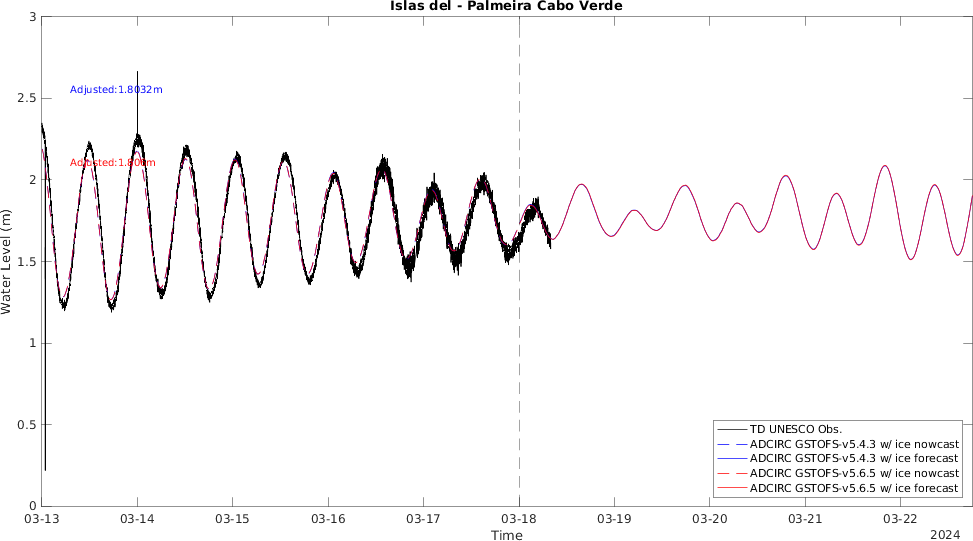 Islas del - Palmeira Cabo Verde
3
2.5
2
1.5
1
0.5
0
Water Level (m)
Adjusted:1.8032m
TD UNESCO Obs.
ADCIRC GSTOFS-v5.4.3 w/ ice nowcast
ADCIRC GSTOFS-v5.4.3 w/ ice forecast
ADCIRC GSTOFS-v5.6.5 w/ ice nowcast
ADCIRC GSTOFS-v5.6.5 w/ ice forecast
03-13
03-14
03-15
03-16
03-17
03-18
03-19
03-20
03-21
03-22
Time
2024